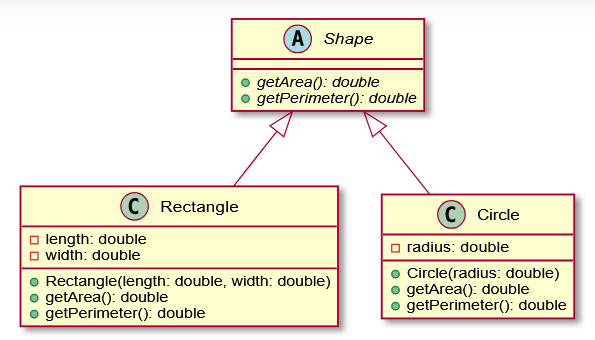 A Shape
getArea(): double
getPerimeter(): double
C Rectangle
length: double
width: double
Rectangle(length: double, width: double)
getArea(): double
getPerimeter(): double
C Circle
radius: double
Circle(radius: double)
getArea(): double
getPerimeter(): double